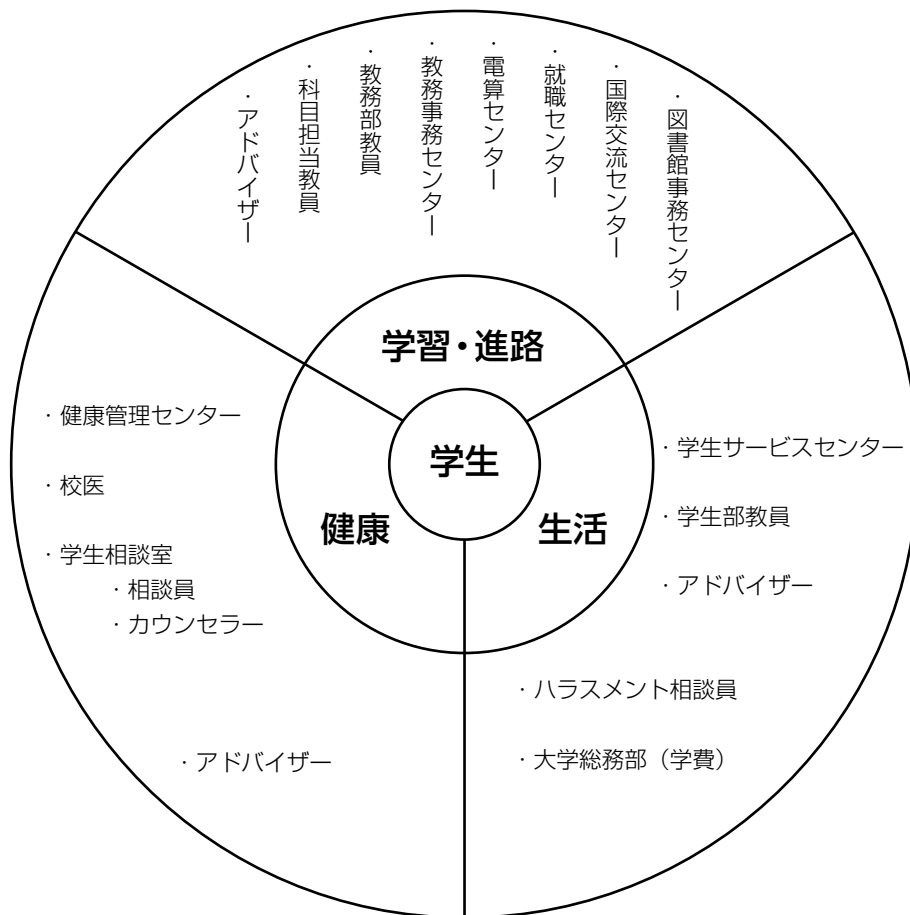 ・アドバイザー
・科目担当教員
・教務部教員
・教務事務センター
・電算センター
・就職センター
・国際交流センター
・図書館事務センター
学習・進路
学生
健康
生活
・健康管理センター
・校医
・学生相談室
・相談員
・カウンセラー
・アドバイザー
・学生サービスセンター
・学生部教員
・アドバイザー
・ハラスメント相談員
・大学総務部（学費）